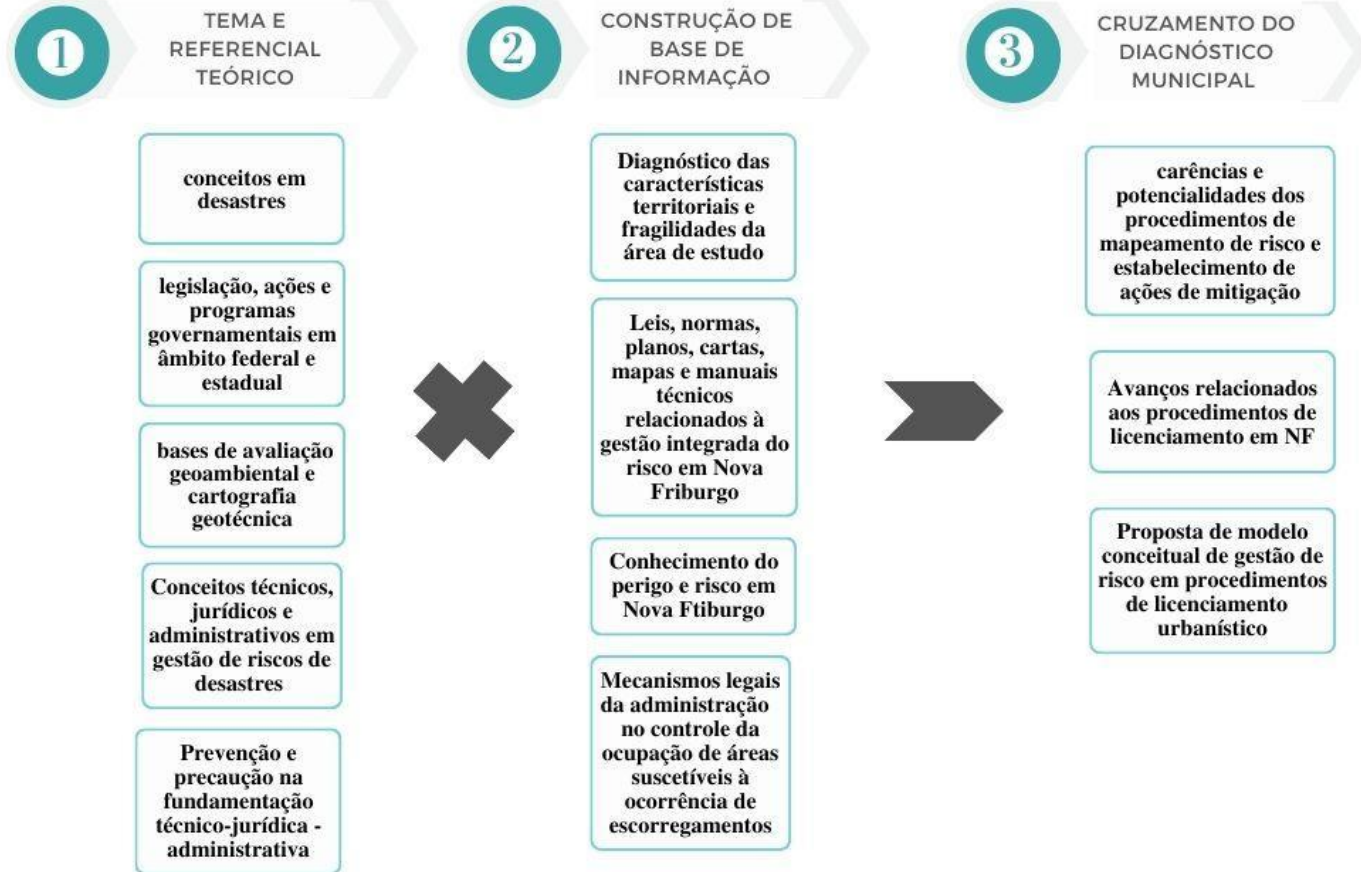 1
TEMA E
REFERENCIAL
TEÓRICO
conceitos em
desastres
legislação, ações e
programas
governamentais em
âmbito federal e
estadual
bases de avaliação
geoambiental e
cartografia
geotécnica
Conceitos técnicos,
jurídicos e
administrativos em
gestão de riscos de
desastres
Prevenção e
precaução na
fundamentação
técnico-jurídica -
administrativa
2
CONSTRUÇÃO DE
BASE DE
INFORMAÇÃO
Diagnóstico das
características
territoriais e
fragilidades da
área de estudo
Leis, normas,
planos, cartas,
mapas e manuais
técnicos
relacionados à
gestão integrada do
risco em Nova
Friburgo
Conhecimento do
perigo e risco em
Nova Ftiburgo
Mecanismos legais
da administração
no controle da
ocupação de áreas
suscetíveis à
ocorrência de
escorregamentos
3
CRUZAMENTO DO
DIAGNÓSTICO
MUNICIPAL
carências e
potencialidades dos
procedimentos de
mapeamento de risco e
estabelecimento de
ações de mitigação
Avanços relacionados
aos procedimentos de
licenciamento em NF
Proposta de modelo
conceitual de gestão de
risco em procedimentos
de licenciamento
urbanístico